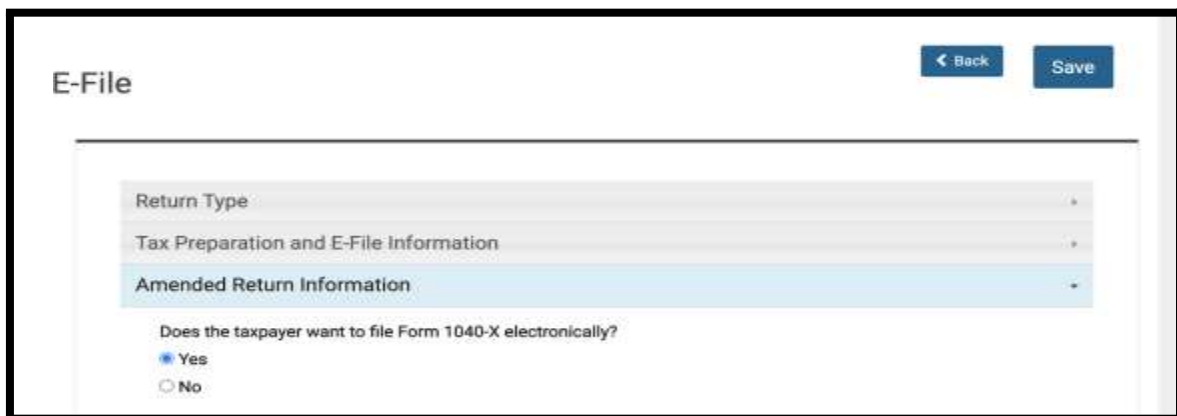 E-File
Back
Save
Return Type
Tax Preparation and E-File Information
Amended Return Information
Does the taxpayer want to file Form 1040-X electronically?
Yes
No